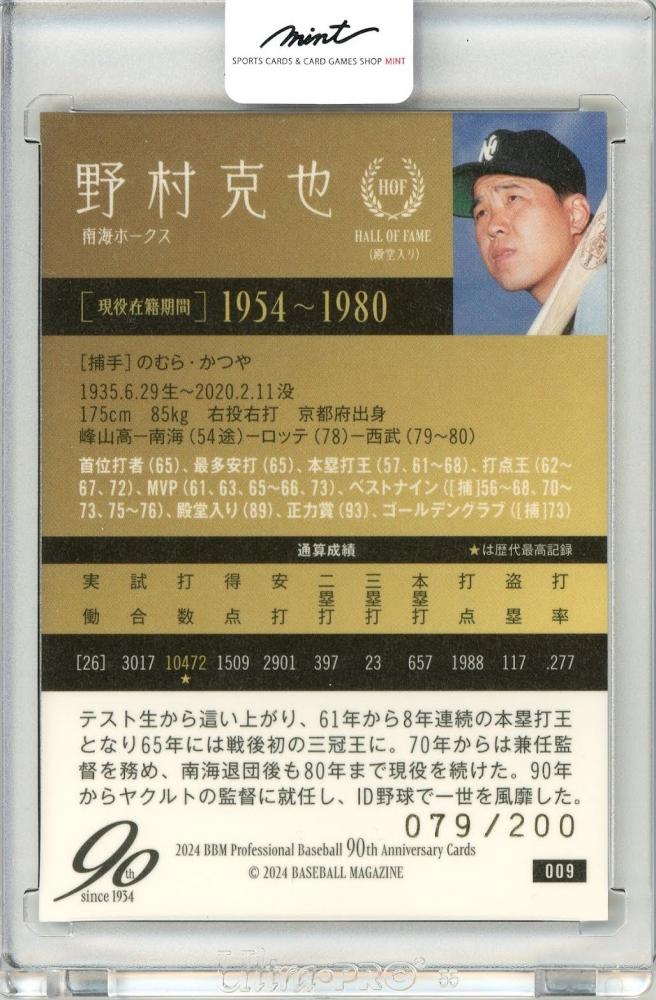 mint
SPORTS CARDS & CARD GAMES SHOP MINT
野村克也
南海ホークス
HOF
HALL OF FAME
(殿堂入り)
[現役在籍期間] 1954～1980
[捕手]のむら・かつや
1935.6.29生～2020.2.11没
175cm 85kg 右投右打 京都府出身
峰山高―南海(54途)―ロッテ(78)―西武(79～80)
首位打者(65)、最多安打(65)、本塁打王(57、61～68)、打点王(62～
67、72)、MVP(61、63、65～66、73)、ベストナイン([捕]56～68、70～
73、75～76)、殿堂入り(89)、正力賞(93)、ゴールデングラブ([捕]73)
通算成績 ★は歴代最高記録
実働 試合 打数 得点 安打 二塁打 三塁打 本塁打 打点 盗塁 打率
[26] 3017 10472 1509 2901 397 23 657 1988 117 .277
★
テスト生から這い上がり、61年から8年連続の本塁打王
となり65年には戦後初の三冠王に。70年からは兼任監
督を務め、南海退団後も80年まで現役を続けた。90年
からヤクルトの監督に就任し、ID野球で一世を風靡した。
079/200
90th
since 1934
2024 BBM Professional Baseball 90th Anniversary Cards
© 2024 BASEBALL MAGAZINE
009
Ultra·PRO